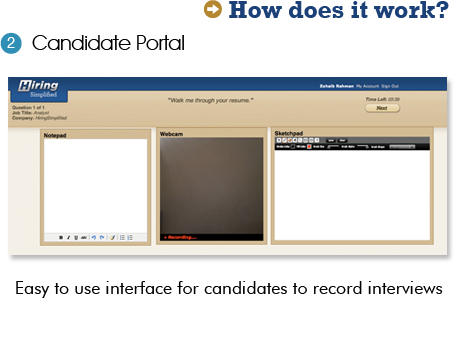 How does it work?
2 Candidate Portal
Hiring
Simplified
Zohaib Rahman My Account Sign Out
Question 1 of 1
Job Title: Analyst
Company: HiringSimplified
"Walk me through your resume."
Time Left: 03:39
Next
Notepad
Webcam
Sketchpad
B I U ABC
Recording...
Easy to use interface for candidates to record interviews